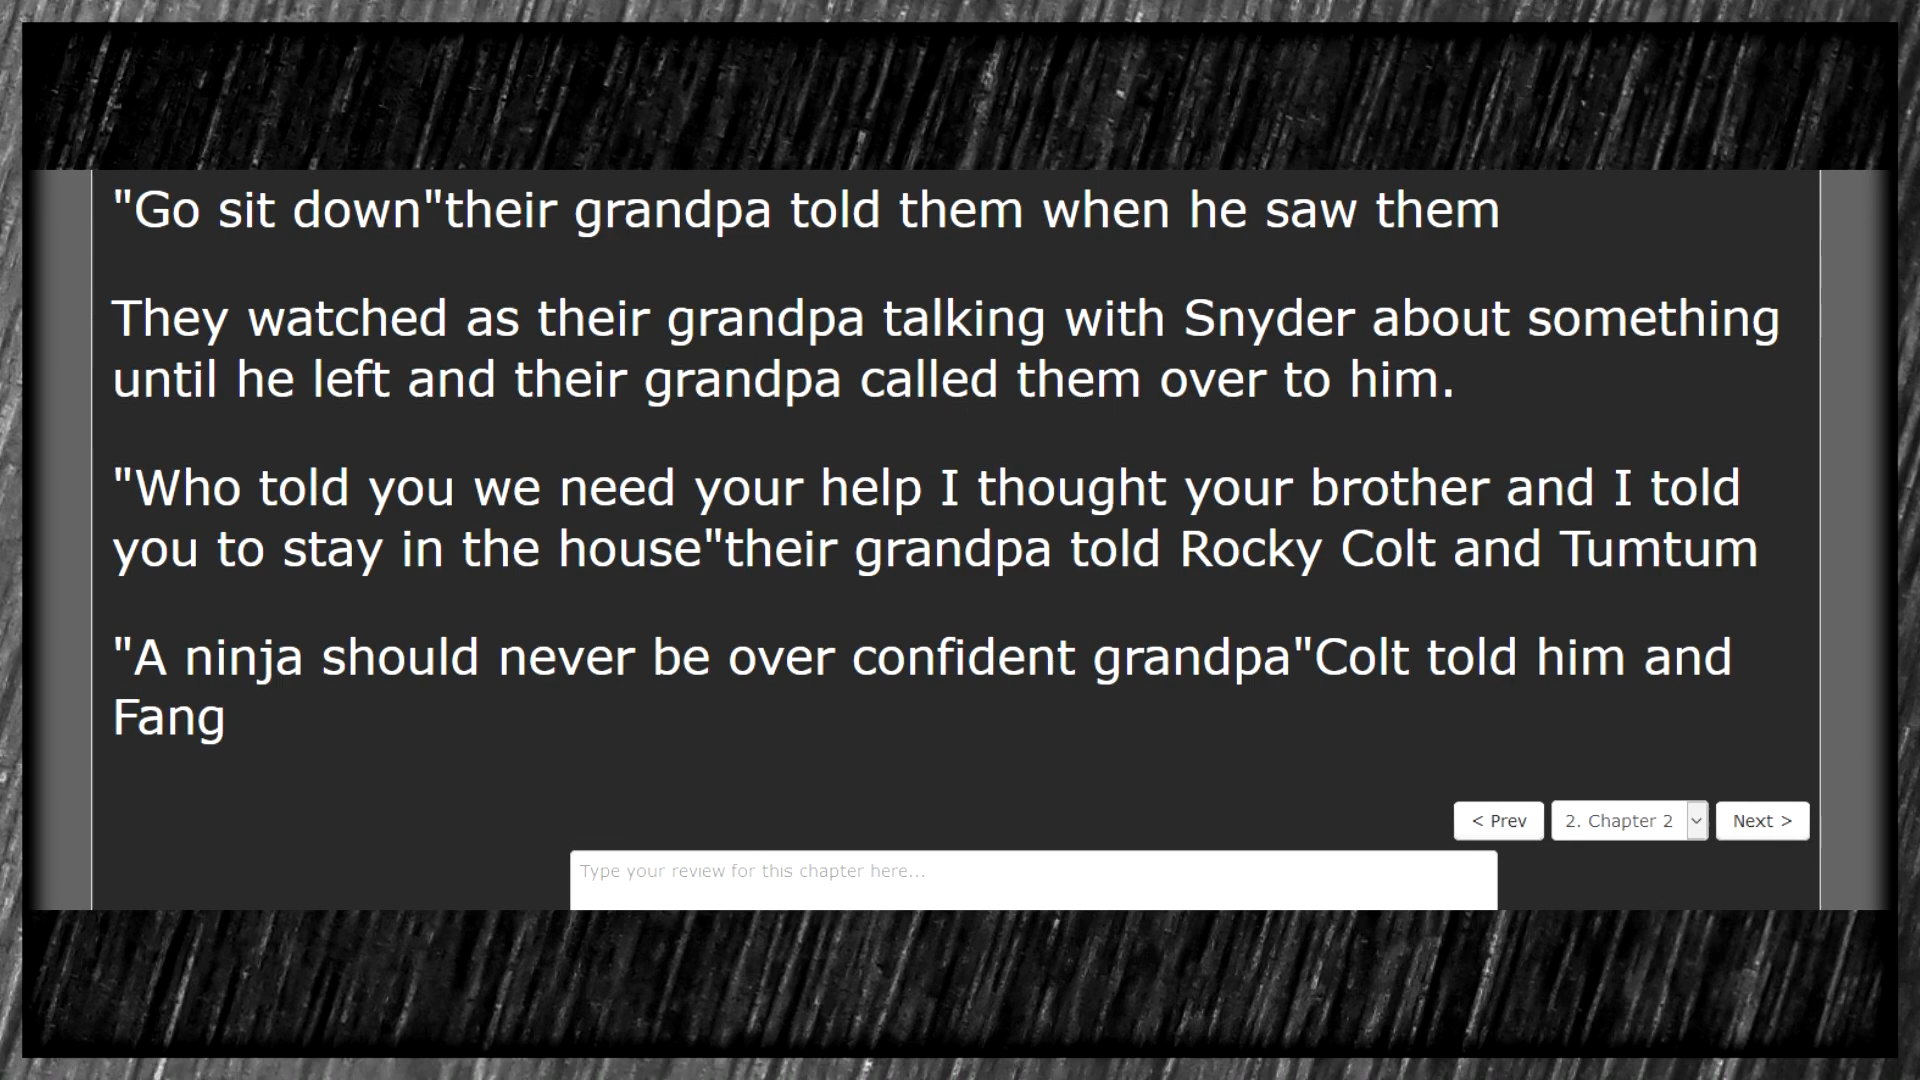 "Go sit down"their grandpa told them when he saw them
They watched as their grandpa talking with Snyder about something
until he left and their grandpa called them over to him.
"Who told you we need your help I thought your brother and I told
you to stay in the house"their grandpa told Rocky Colt and Tumtum
"A ninja should never be over confident grandpa"Colt told him and
Fang
< Prev 2. Chapter 2 Next >
Type your review for this chapter here...